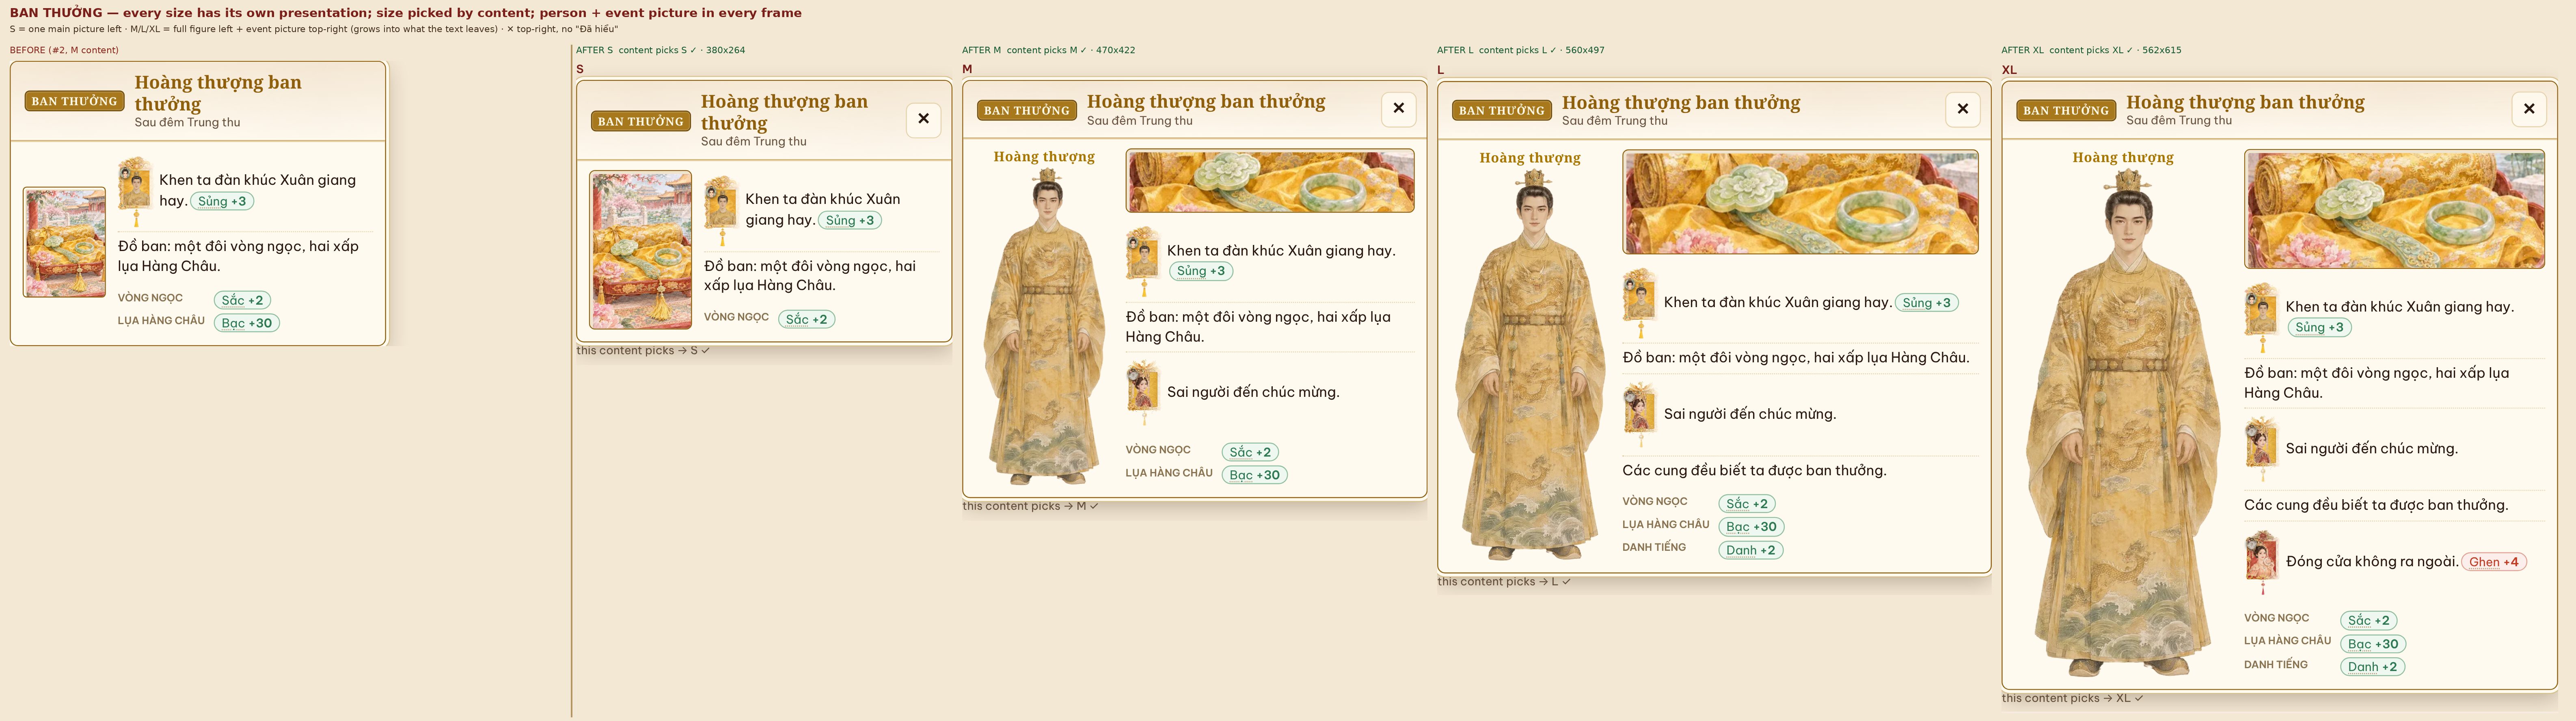 BAN THƯỞNG — every size has its own presentation; size picked by content; person + event picture in every frame
S = one main picture left · M/L/XL = full figure left + event picture top-right (grows into what the text leaves) · ✕ top-right, no "Đã hiểu"
BEFORE (#2, M content)
BAN THƯỞNG
Hoàng thượng ban
thưởng
Sau đêm Trung thu
Khen ta đàn khúc Xuân giang
hay. Sủng +3
Đồ ban: một đôi vòng ngọc, hai xấp
lụa Hàng Châu.
VÒNG NGỌC Sắc +2
LỤA HÀNG CHÂU Bạc +30
AFTER S content picks S ✓ · 380x264
S
BAN THƯỞNG
Hoàng thượng ban
thưởng
Sau đêm Trung thu
✕
Khen ta đàn khúc Xuân
giang hay. Sủng +3
Đồ ban: một đôi vòng ngọc, hai
xấp lụa Hàng Châu.
VÒNG NGỌC Sắc +2
this content picks → S ✓
AFTER M content picks M ✓ · 470x422
M
BAN THƯỞNG
Hoàng thượng ban thưởng
Sau đêm Trung thu
✕
Hoàng thượng
Khen ta đàn khúc Xuân giang hay.
Sủng +3
Đồ ban: một đôi vòng ngọc, hai xấp lụa
Hàng Châu.
Sai người đến chúc mừng.
VÒNG NGỌC Sắc +2
LỤA HÀNG CHÂU Bạc +30
this content picks → M ✓
AFTER L content picks L ✓ · 560x497
L
BAN THƯỞNG
Hoàng thượng ban thưởng
Sau đêm Trung thu
✕
Hoàng thượng
Khen ta đàn khúc Xuân giang hay. Sủng +3
Đồ ban: một đôi vòng ngọc, hai xấp lụa Hàng Châu.
Sai người đến chúc mừng.
Các cung đều biết ta được ban thưởng.
VÒNG NGỌC Sắc +2
LỤA HÀNG CHÂU Bạc +30
DANH TIẾNG Danh +2
this content picks → L ✓
AFTER XL content picks XL ✓ · 562x615
XL
BAN THƯỞNG
Hoàng thượng ban thưởng
Sau đêm Trung thu
✕
Hoàng thượng
Khen ta đàn khúc Xuân giang hay.
Sủng +3
Đồ ban: một đôi vòng ngọc, hai xấp lụa
Hàng Châu.
Sai người đến chúc mừng.
Các cung đều biết ta được ban thưởng.
Đóng cửa không ra ngoài. Ghen +4
VÒNG NGỌC Sắc +2
LỤA HÀNG CHÂU Bạc +30
DANH TIẾNG Danh +2
this content picks → XL ✓